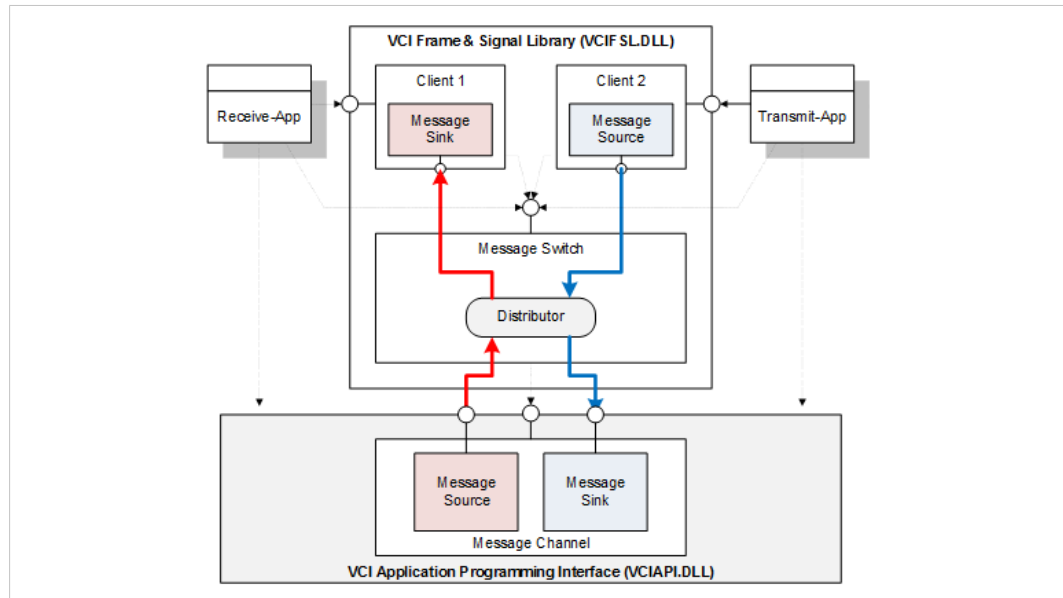 VCI Frame & Signal Library (VCIFSL.DLL)
Client 1
Client 2
Receive-App
Message
Sink
Message
Source
Transmit-App
Message Switch
Distributor
Message
Source
Message
Sink
Message Channel
VCI Application Programming Interface (VCIAPI.DLL)